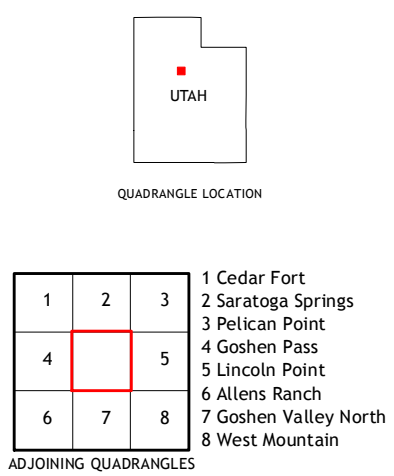 UTAH
QUADRANGLE LOCATION
1 2 3
4 5
6 7 8
ADJOINING QUADRANGLES
1 Cedar Fort
2 Saratoga Springs
3 Pelican Point
4 Goshen Pass
5 Lincoln Point
6 Allens Ranch
7 Goshen Valley North
8 West Mountain